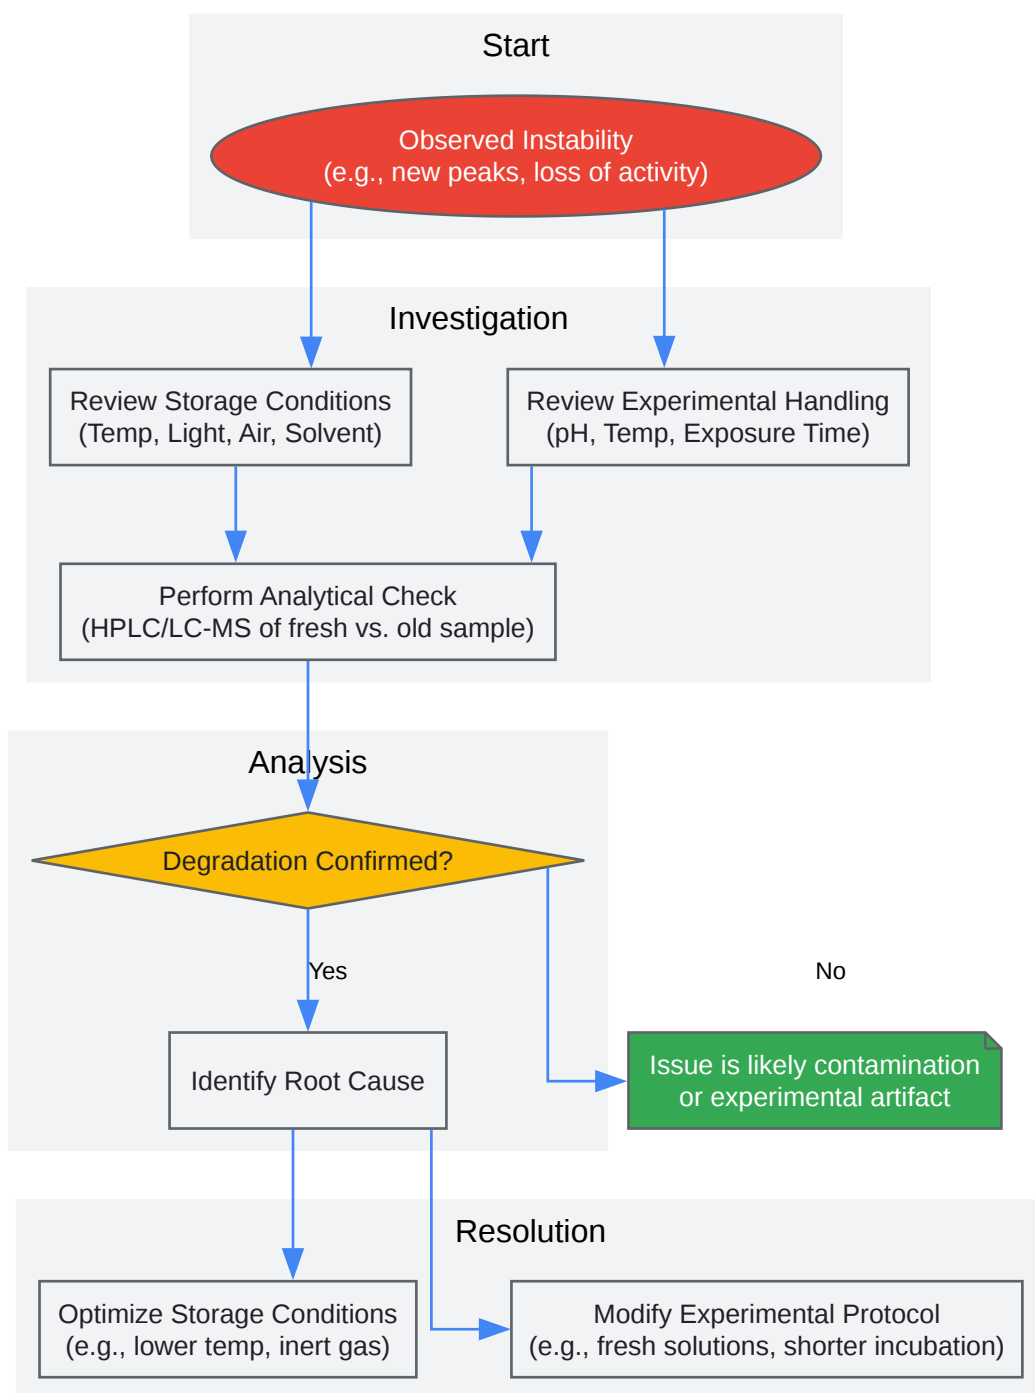 Start
Observed Instability
(e.g., new peaks, loss of activity)
Investigation
Review Storage Conditions
(Temp, Light, Air, Solvent)
Review Experimental Handling
(pH, Temp, Exposure Time)
Perform Analytical Check
(HPLC/LC-MS of fresh vs. old sample)
Analysis
Degradation Confirmed?
Yes
No
Identify Root Cause
Issue is likely contamination
or experimental artifact
Resolution
Optimize Storage Conditions
(e.g., lower temp, inert gas)
Modify Experimental Protocol
(e.g., fresh solutions, shorter incubation)